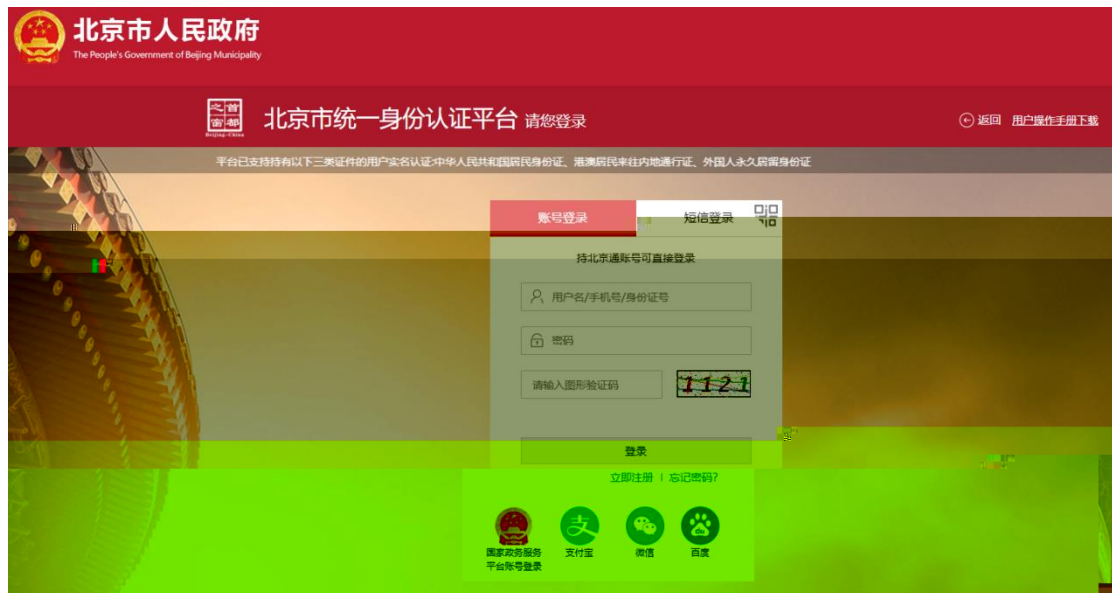 北京市人民政府
The People's Government of Beijing Municipality
首都之窗
Beijing-China
北京市统一身份认证平台 请您登录
返回 用户操作手册下载
平台已支持持有以下三类证件的用户实名认证:中华人民共和国居民身份证、港澳居民来往内地通行证、外国人永久居留身份证
账号登录 短信登录
持北京通账号可直接登录
用户名/手机号/身份证号
密码
请输入图形验证码 1121
登录
立即注册 | 忘记密码?
支 du
国家政务服务 支付宝 微信 百度
平台账号登录